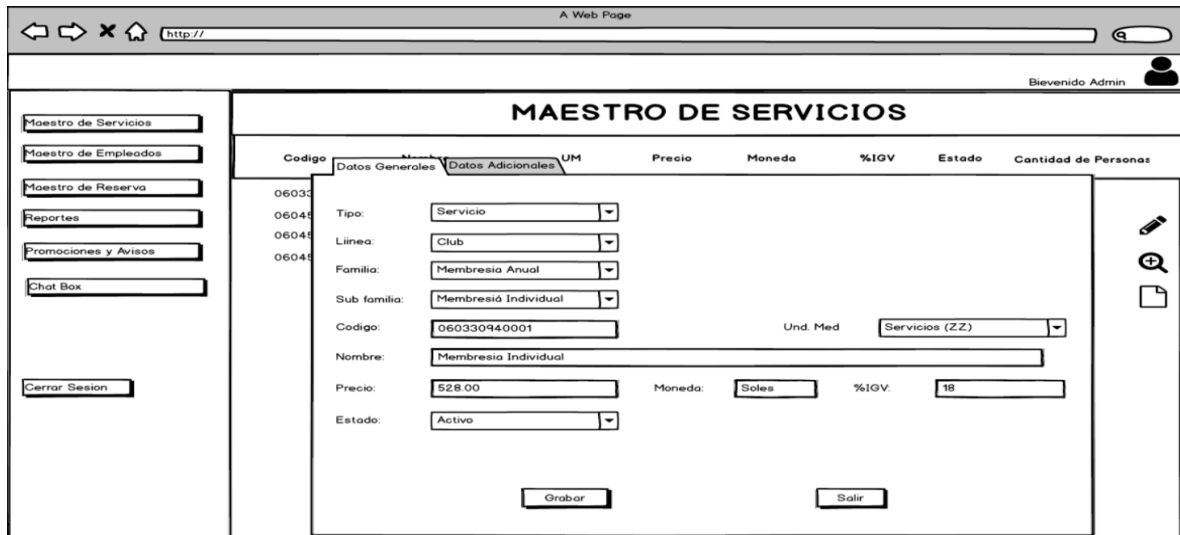 A Web Page
http://
Bievenido Admin
Maestro de Servicios
Maestro de Empleados
Maestro de Reserva
Reportes
Promociones y Avisos
Chat Box
Cerrar Sesion
MAESTRO DE SERVICIOS
Codigo UM Precio Moneda %IGV Estado Cantidad de Personas
Datos Generales Datos Adicionales
Tipo: Servicio
Liinea: Club
Familia: Membresia Anual
Sub familia: Membresiá Individual
Codigo: 060330940001 Und. Med Servicios (ZZ)
Nombre: Membresia Individual
Precio: 528.00 Moneda: Soles %IGV: 18
Estado: Activo
Grabar Salir